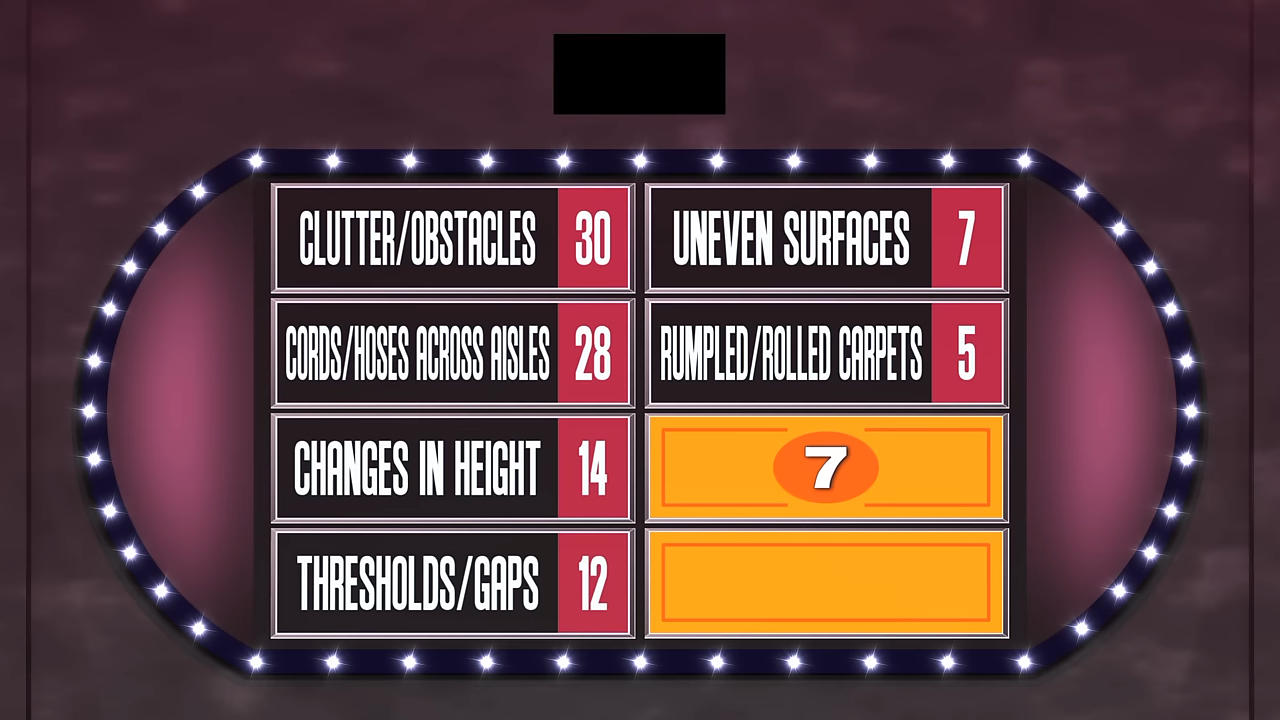 CLUTTER/OBSTACLES 30
CORDS/HOSES ACROSS AISLES 28
CHANGES IN HEIGHT 14
THRESHOLDS/GAPS 12
UNEVEN SURFACES 7
RUMPLED/ROLLED CARPETS 5
7